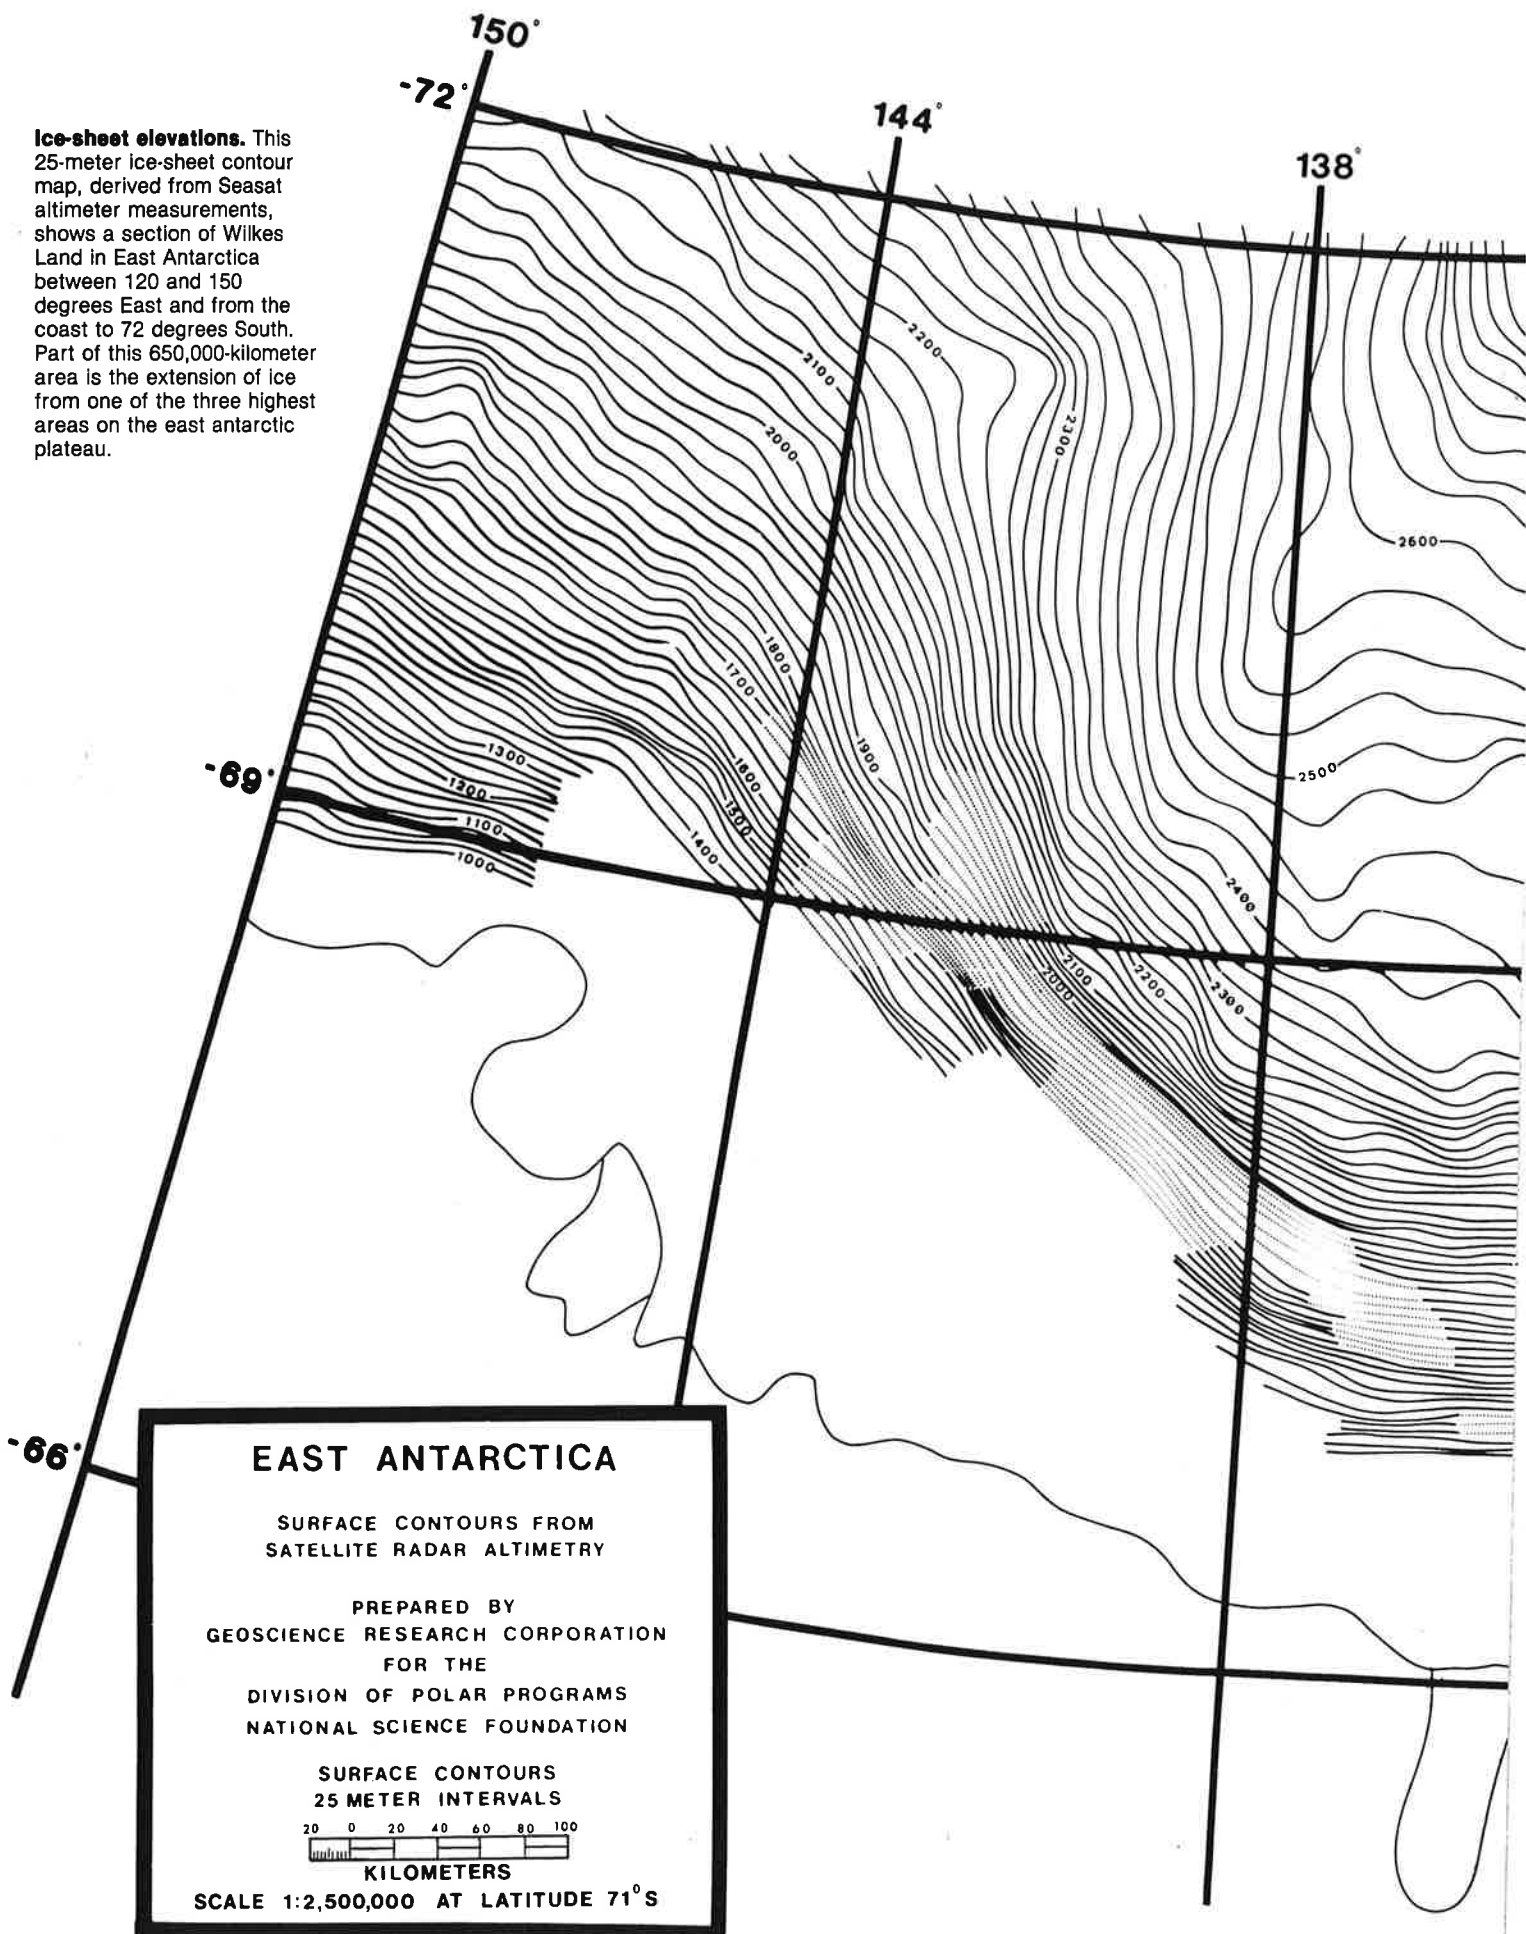 150°
-72°
144°
138°
Ice-sheet elevations. This
25-meter ice-sheet contour
map, derived from Seasat
altimeter measurements,
shows a section of Wilkes
Land in East Antarctica
between 120 and 150
degrees East and from the
coast to 72 degrees South.
Part of this 650,000-kilometer
area is the extension of ice
from one of the three highest
areas on the east antarctic
plateau.
2200
2100
2300
2000
2600
1800
1700
1900
1300
2500
-69°
1200
1600
1500
1100
1400
1000
2400
2100
2000
2200
2300
-66°
EAST ANTARCTICA
SURFACE CONTOURS FROM
SATELLITE RADAR ALTIMETRY
PREPARED BY
GEOSCIENCE RESEARCH CORPORATION
FOR THE
DIVISION OF POLAR PROGRAMS
NATIONAL SCIENCE FOUNDATION
SURFACE CONTOURS
25 METER INTERVALS
20 0 20 40 60 80 100
KILOMETERS
SCALE 1:2,500,000 AT LATITUDE 71°S